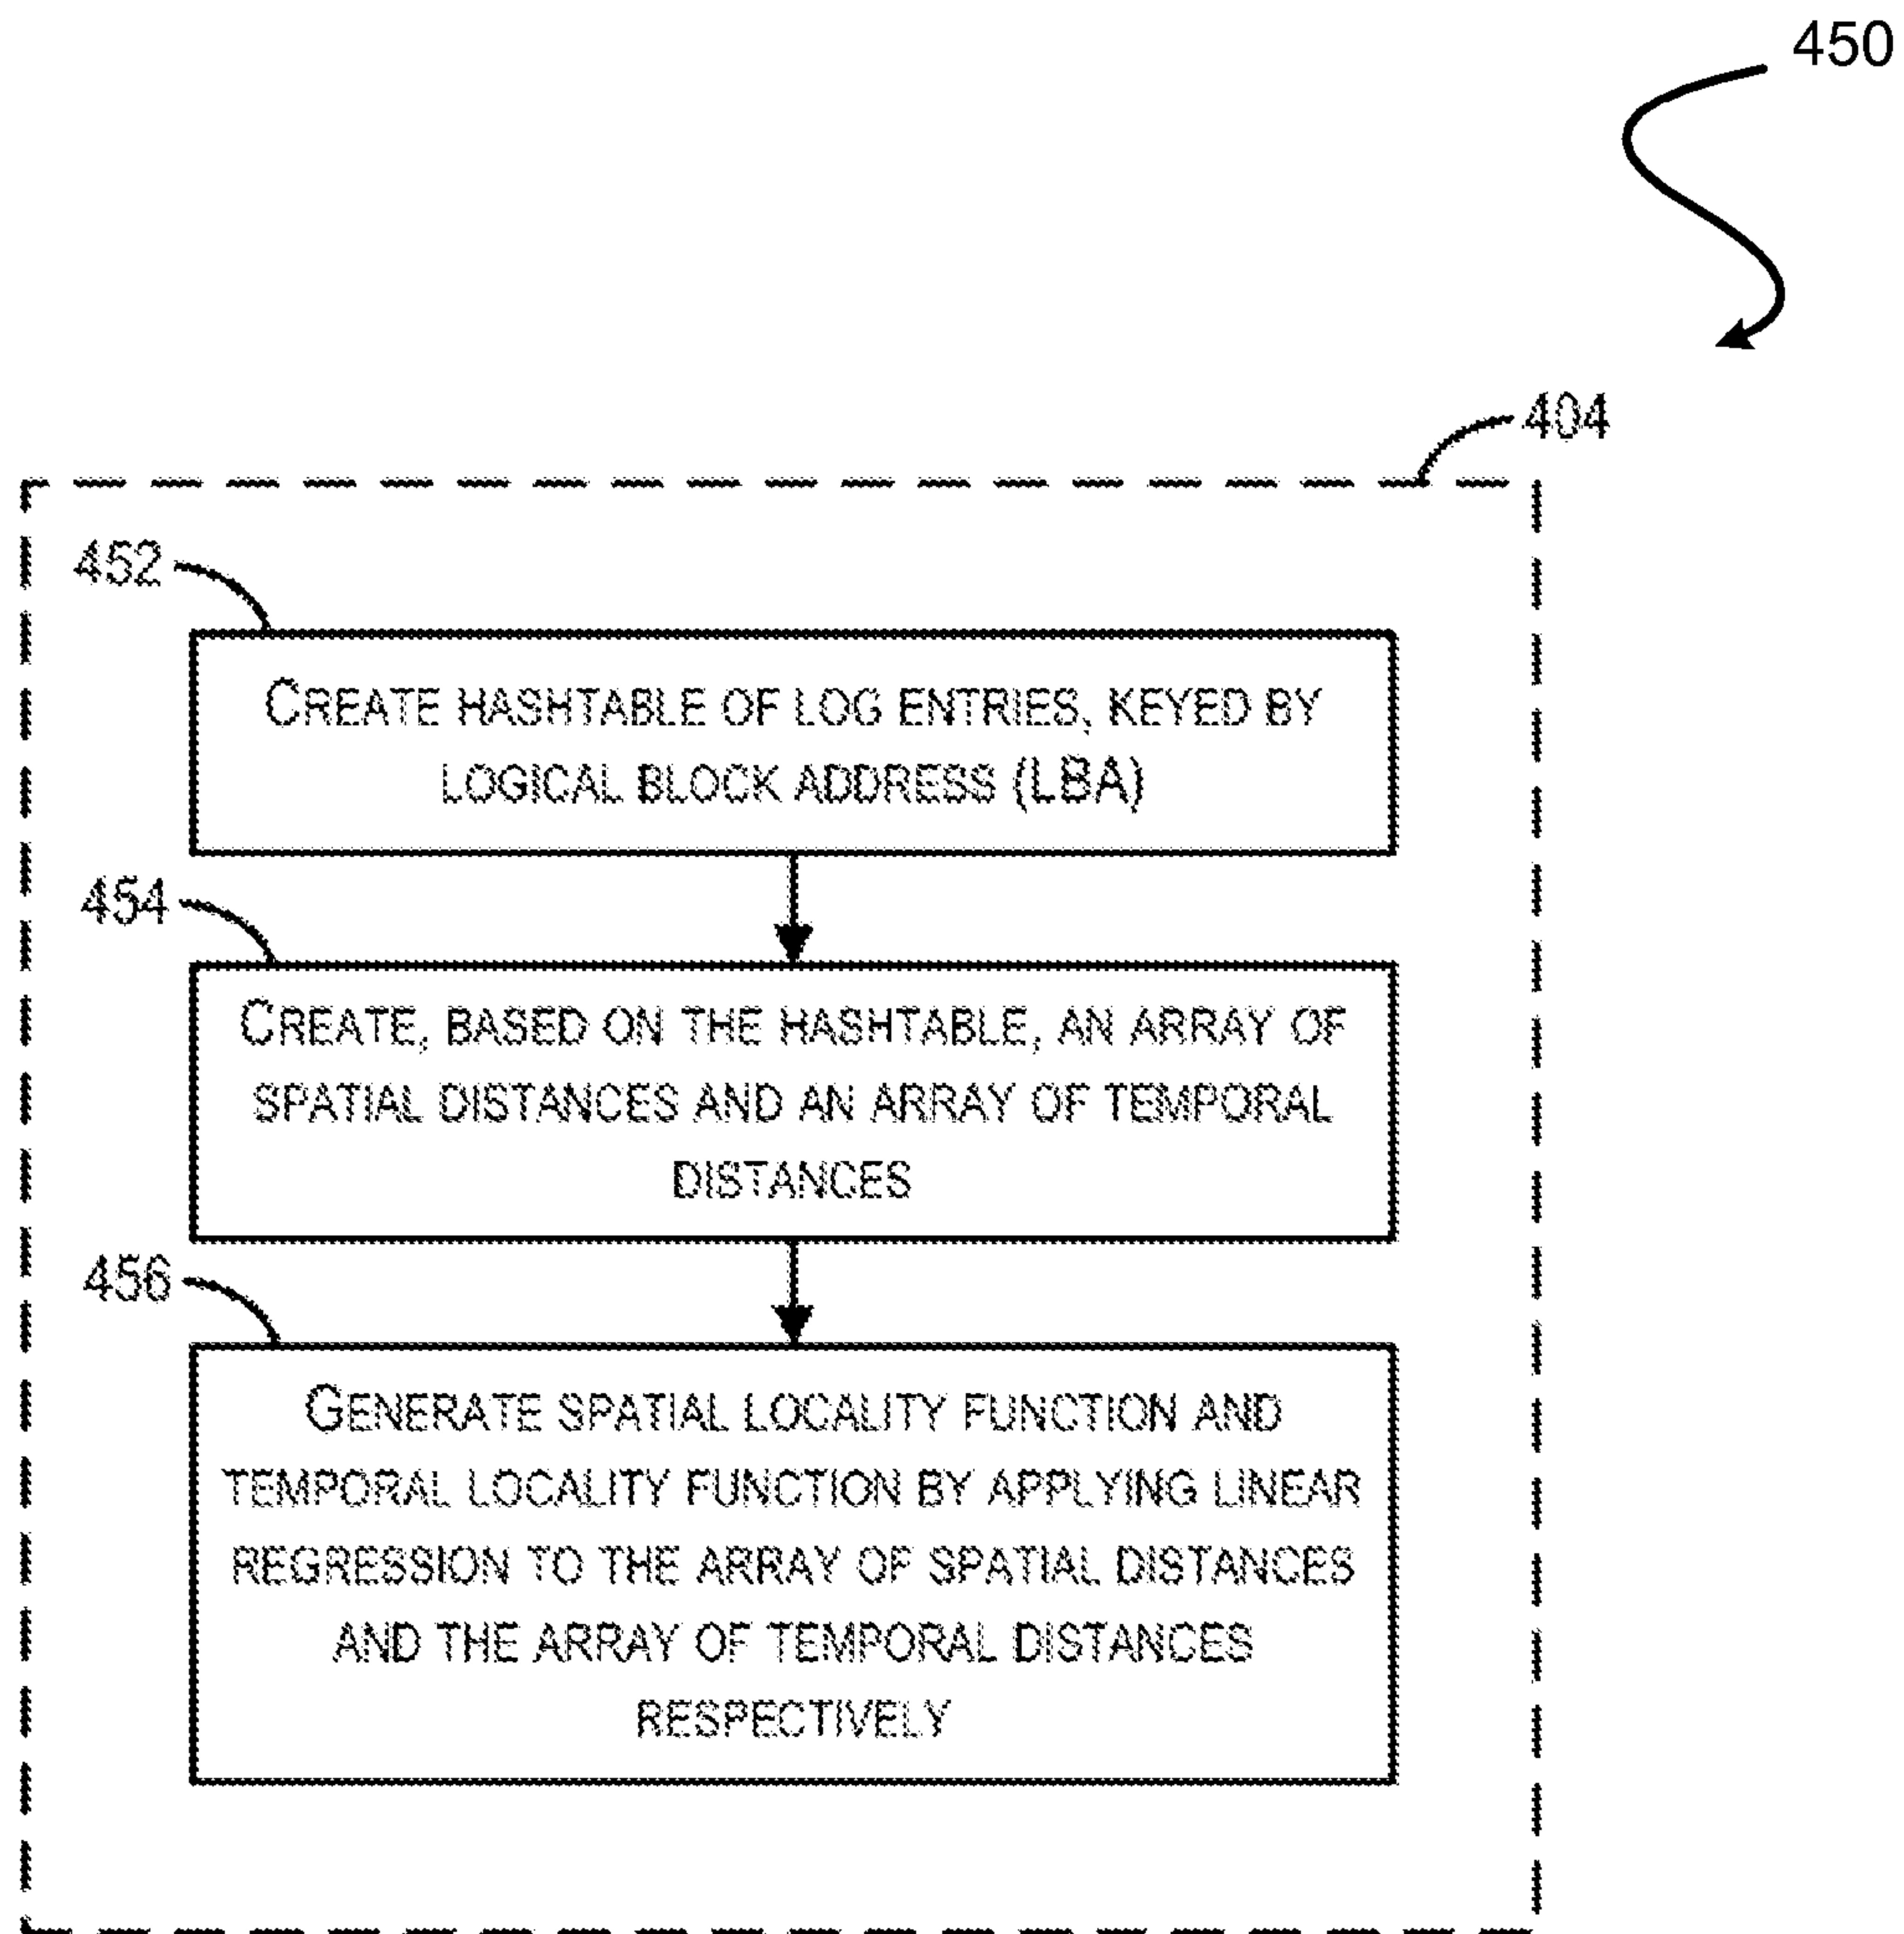 450
404
452
CREATE HASHTABLE OF LOG ENTRIES, KEYED BY
LOGICAL BLOCK ADDRESS (LBA)
454
CREATE, BASED ON THE HASHTABLE, AN ARRAY OF
SPATIAL DISTANCES AND AN ARRAY OF TEMPORAL
DISTANCES
456
GENERATE SPATIAL LOCALITY FUNCTION AND
TEMPORAL LOCALITY FUNCTION BY APPLYING LINEAR
REGRESSION TO THE ARRAY OF SPATIAL DISTANCES
AND THE ARRAY OF TEMPORAL DISTANCES
RESPECTIVELY